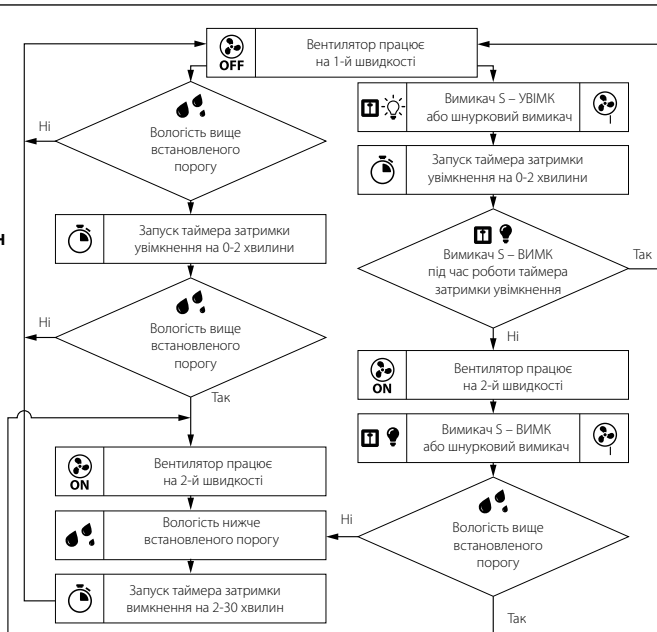 OFF
Вентилятор працює
на 1-й швидкості
Ні
Вологість вище
встановленого
порогу
Запуск таймера затримки
увімкнення на 0-2 хвилини
Н
Ні
Вологість вище
встановленого
порогу
Так
ON
Вентилятор працює
на 2-й швидкості
Вологість нижче
встановленого порогу
Запуск таймера затримки
вимкнення на 2-30 хвилин
Вимикач S – УВІМК
або шнурковий вимикач
Запуск таймера затримки
увімкнення на 0-2 хвилини
Вимикач S – ВИМК
під час роботи таймера
затримки увімкнення
Так
Ні
ON
Вентилятор працює
на 2-й швидкості
Вимикач S – ВИМК
або шнурковий вимикач
Ні
Вологість вище
встановленого
порогу
Так